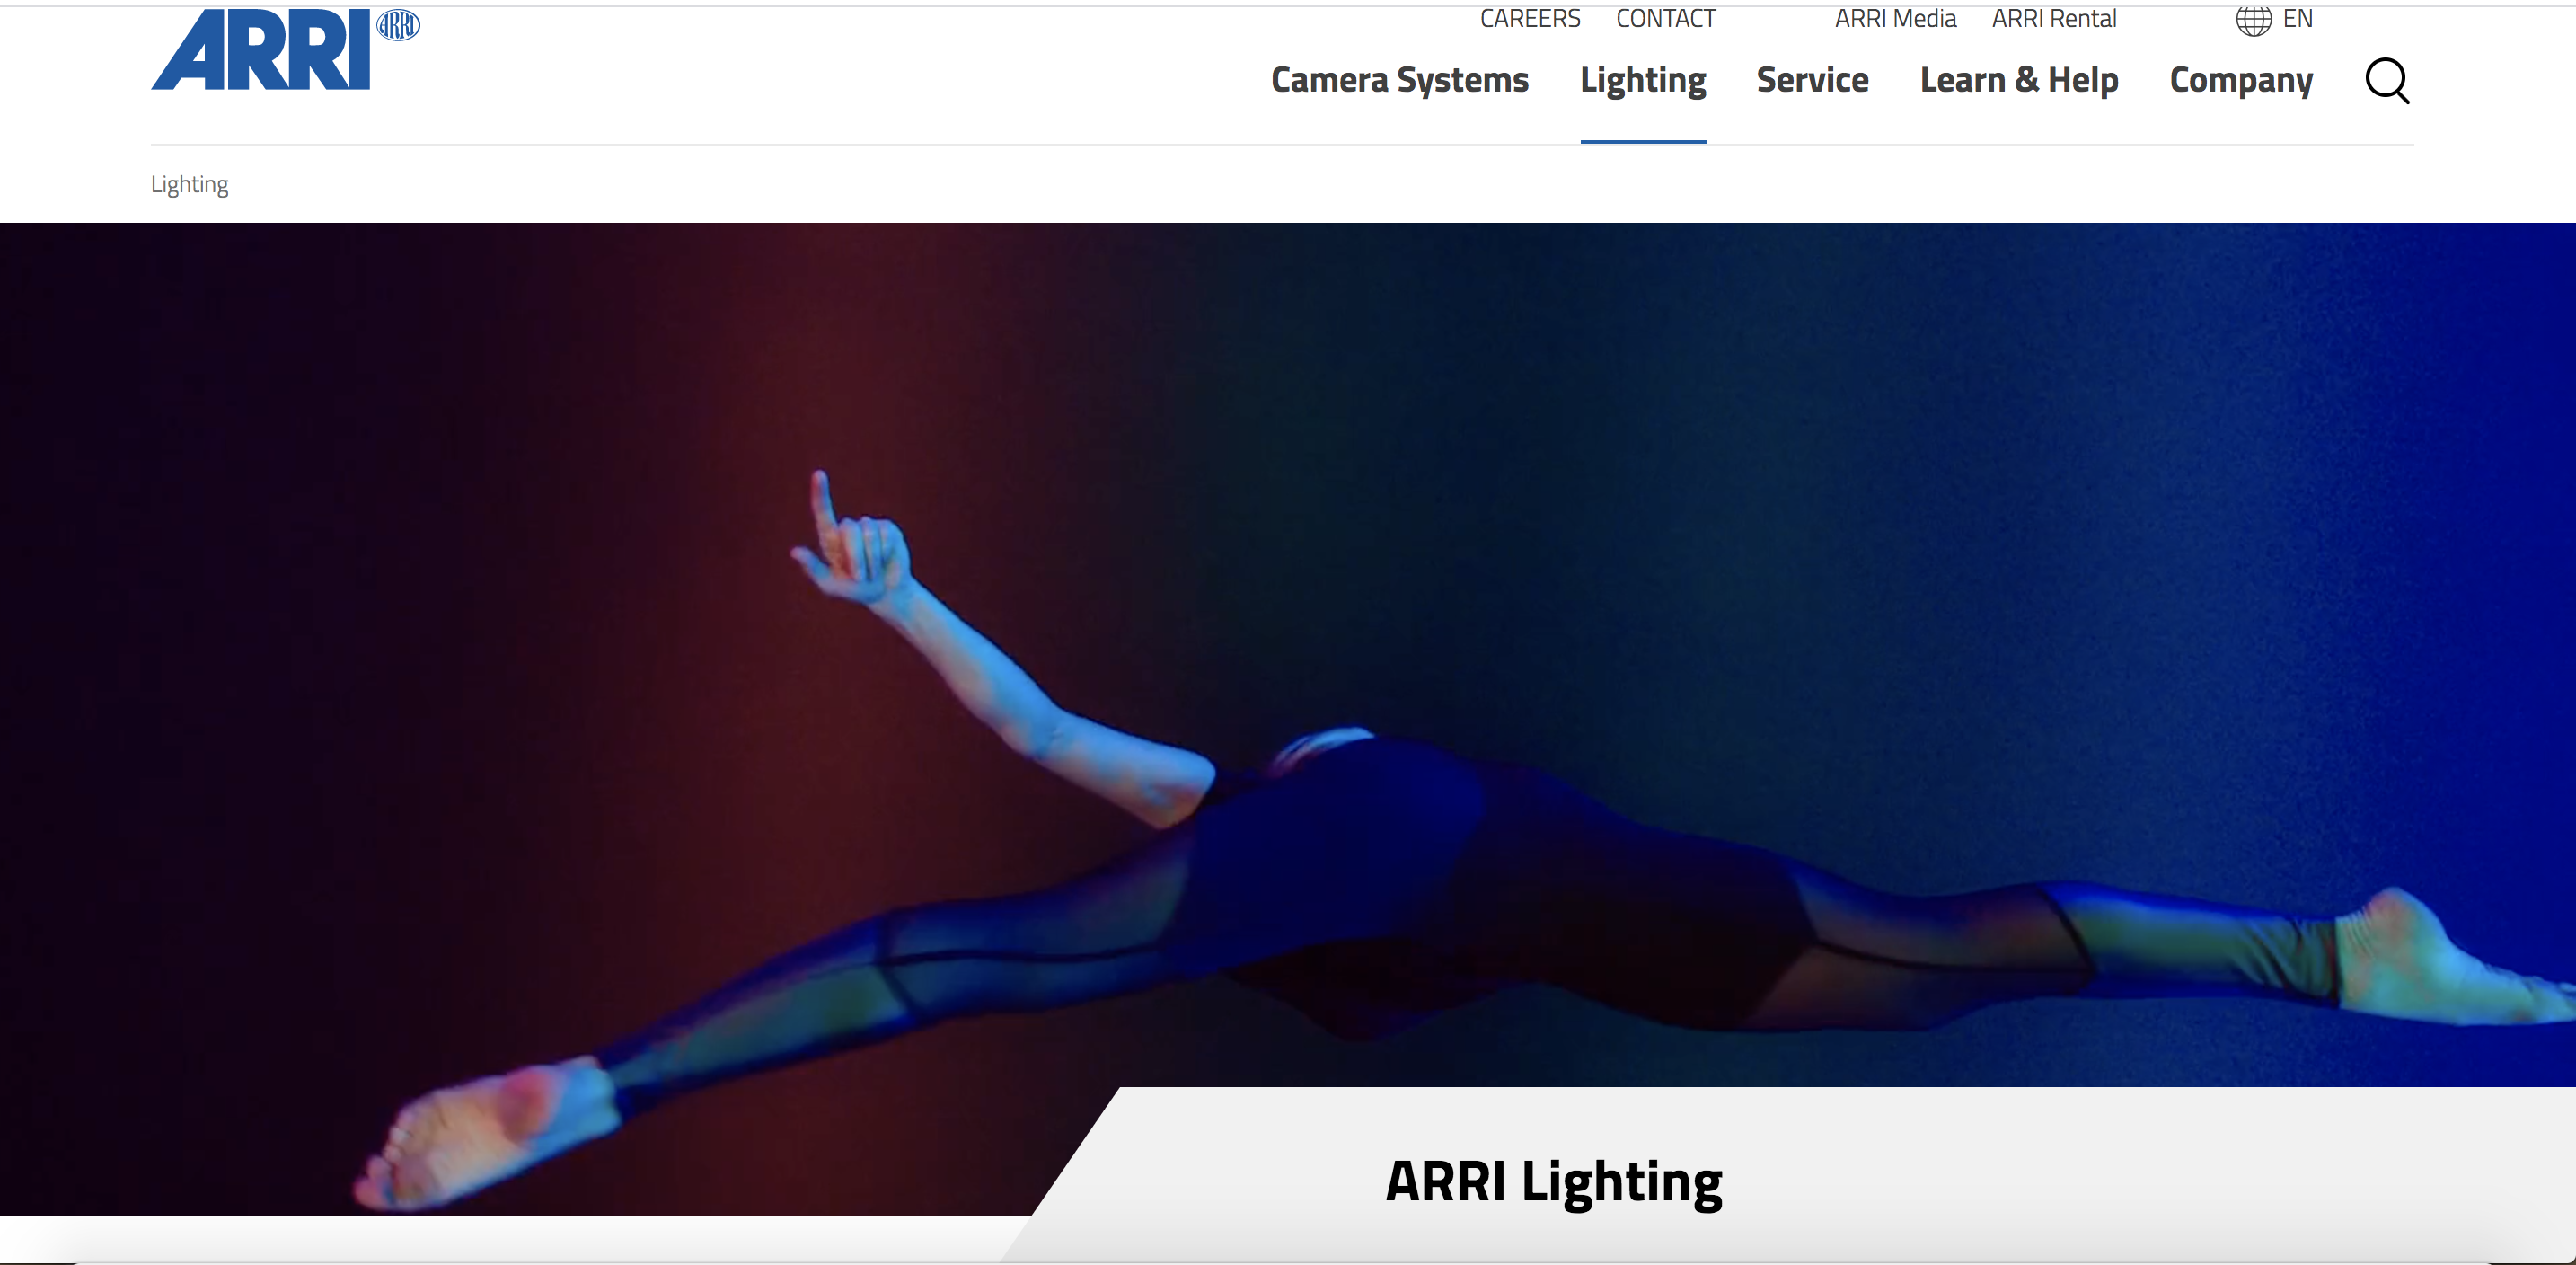 ARRI ARRI
CAREERS CONTACT ARRI Media ARRI Rental EN
Camera Systems Lighting Service Learn & Help Company
Lighting
ARRI Lighting